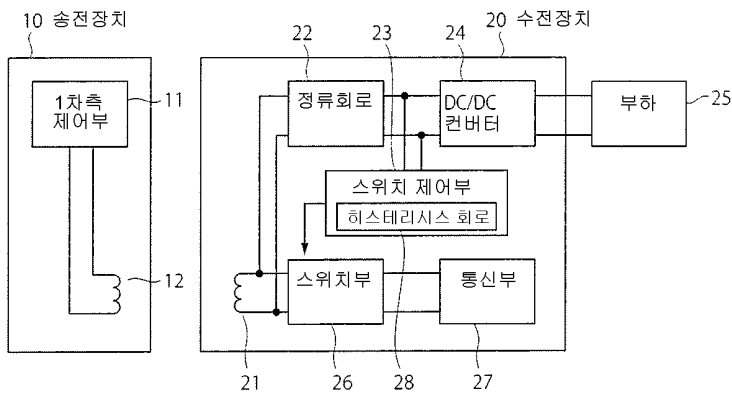 10 송전장치
1차측
제어부
11
12
20 수전장치
22
정류회로
23
24
DC/DC
컨버터
부하
25
스위치 제어부
히스테리시스 회로
스위치부
통신부
21
26
28
27